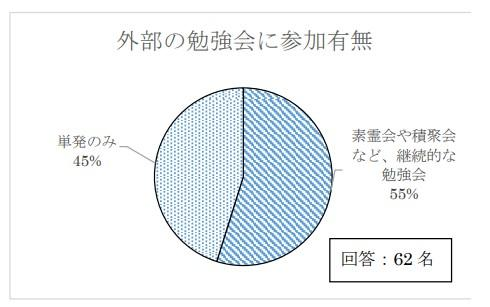 外部の勉強会に参加有無
単発のみ
45%
素霊会や積聚会
など、継続的な
勉強会
55%
回答：62 名